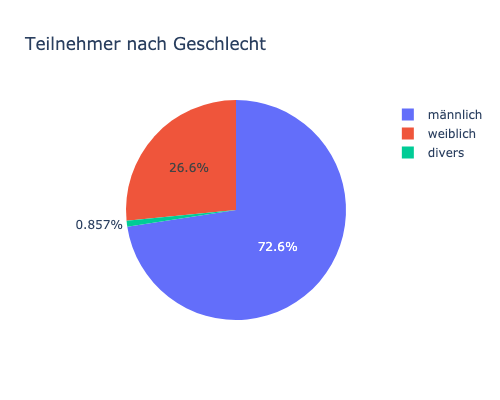 Teilnehmer nach Geschlecht
männlich
weiblich
divers
26.6%
0.857%
72.6%